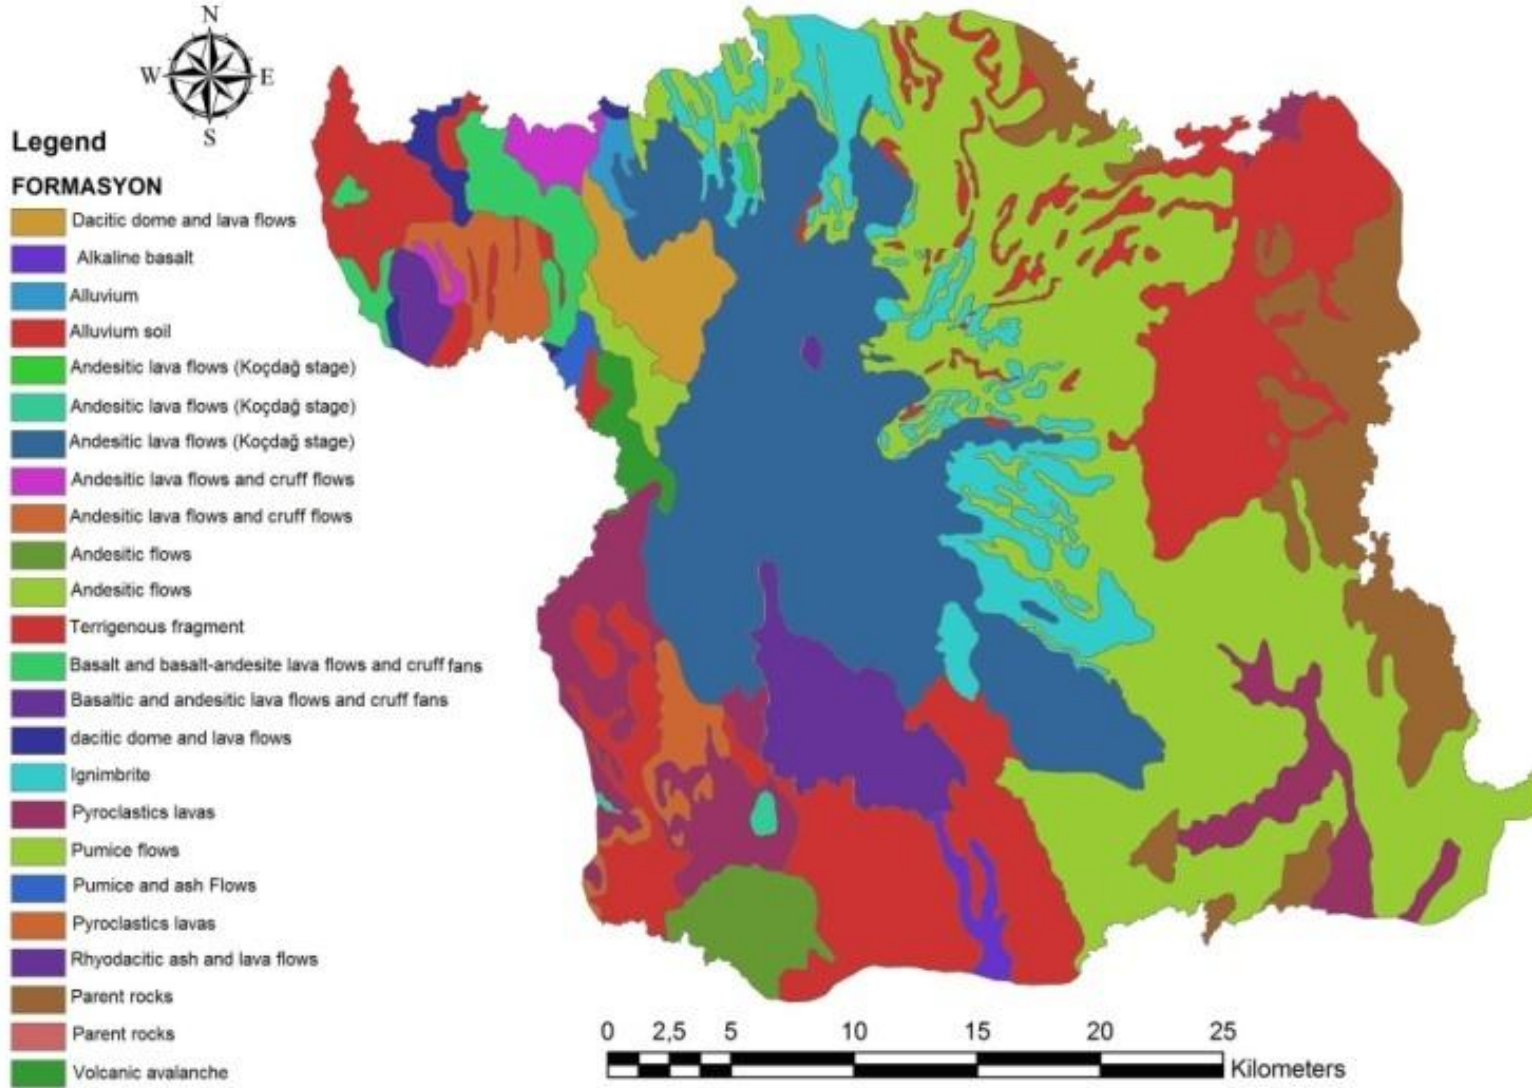 N
W E
S
Legend
FORMASYON
Dacitic dome and lava flows
Alkaline basalt
Alluvium
Alluvium soil
Andesitic lava flows (Koçdağ stage)
Andesitic lava flows (Koçdağ stage)
Andesitic lava flows (Koçdağ stage)
Andesitic lava flows and cruff flows
Andesitic lava flows and cruff flows
Andesitic flows
Andesitic flows
Terrigenous fragment
Basalt and basalt-andesite lava flows and cruff fans
Basaltic and andesitic lava flows and cruff fans
dacitic dome and lava flows
Ignimbrite
Pyroclastics lavas
Pumice flows
Pumice and ash Flows
Pyroclastics lavas
Rhyodacitic ash and lava flows
Parent rocks
Parent rocks
Volcanic avalanche
0 2,5 5 10 15 20 25
Kilometers